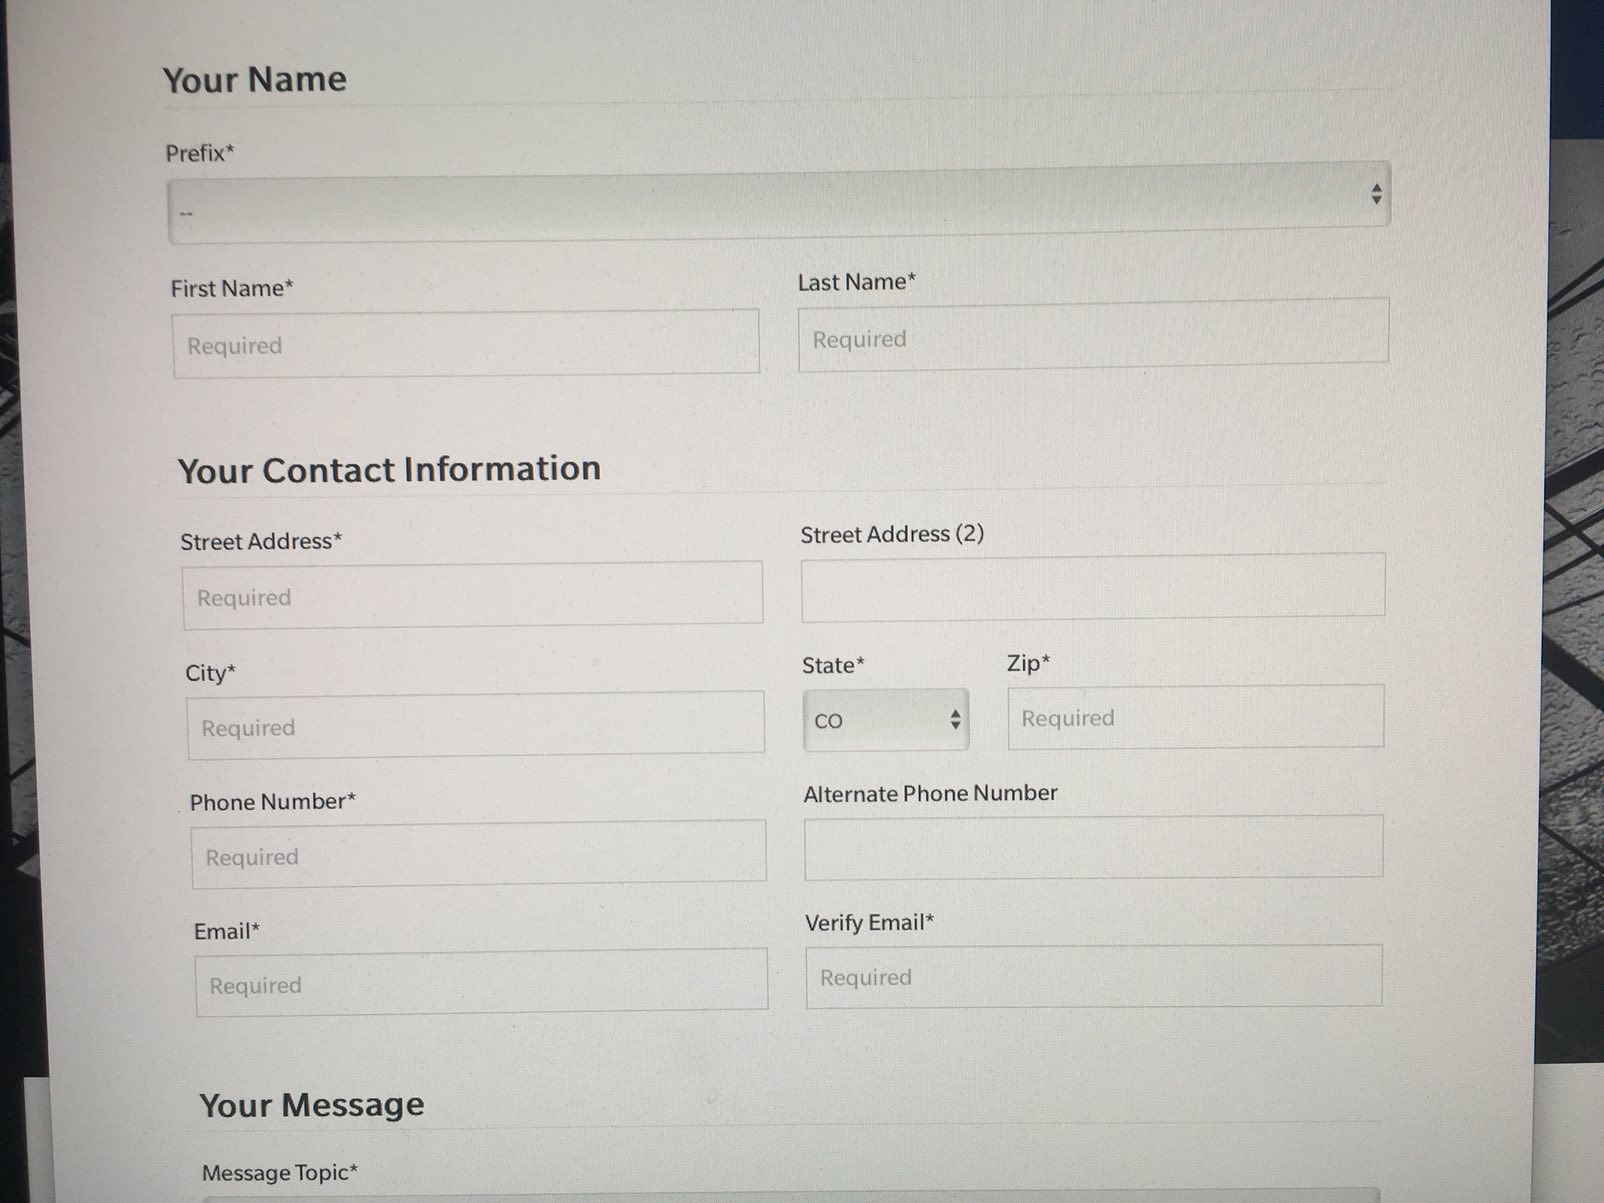 Your Name
Prefix*
--
First Name* Last Name*
Required Required
Your Contact Information
Street Address* Street Address (2)
Required
City* State* Zip*
Required CO Required
Phone Number* Alternate Phone Number
Required
Email* Verify Email*
Required Required
Your Message
Message Topic*